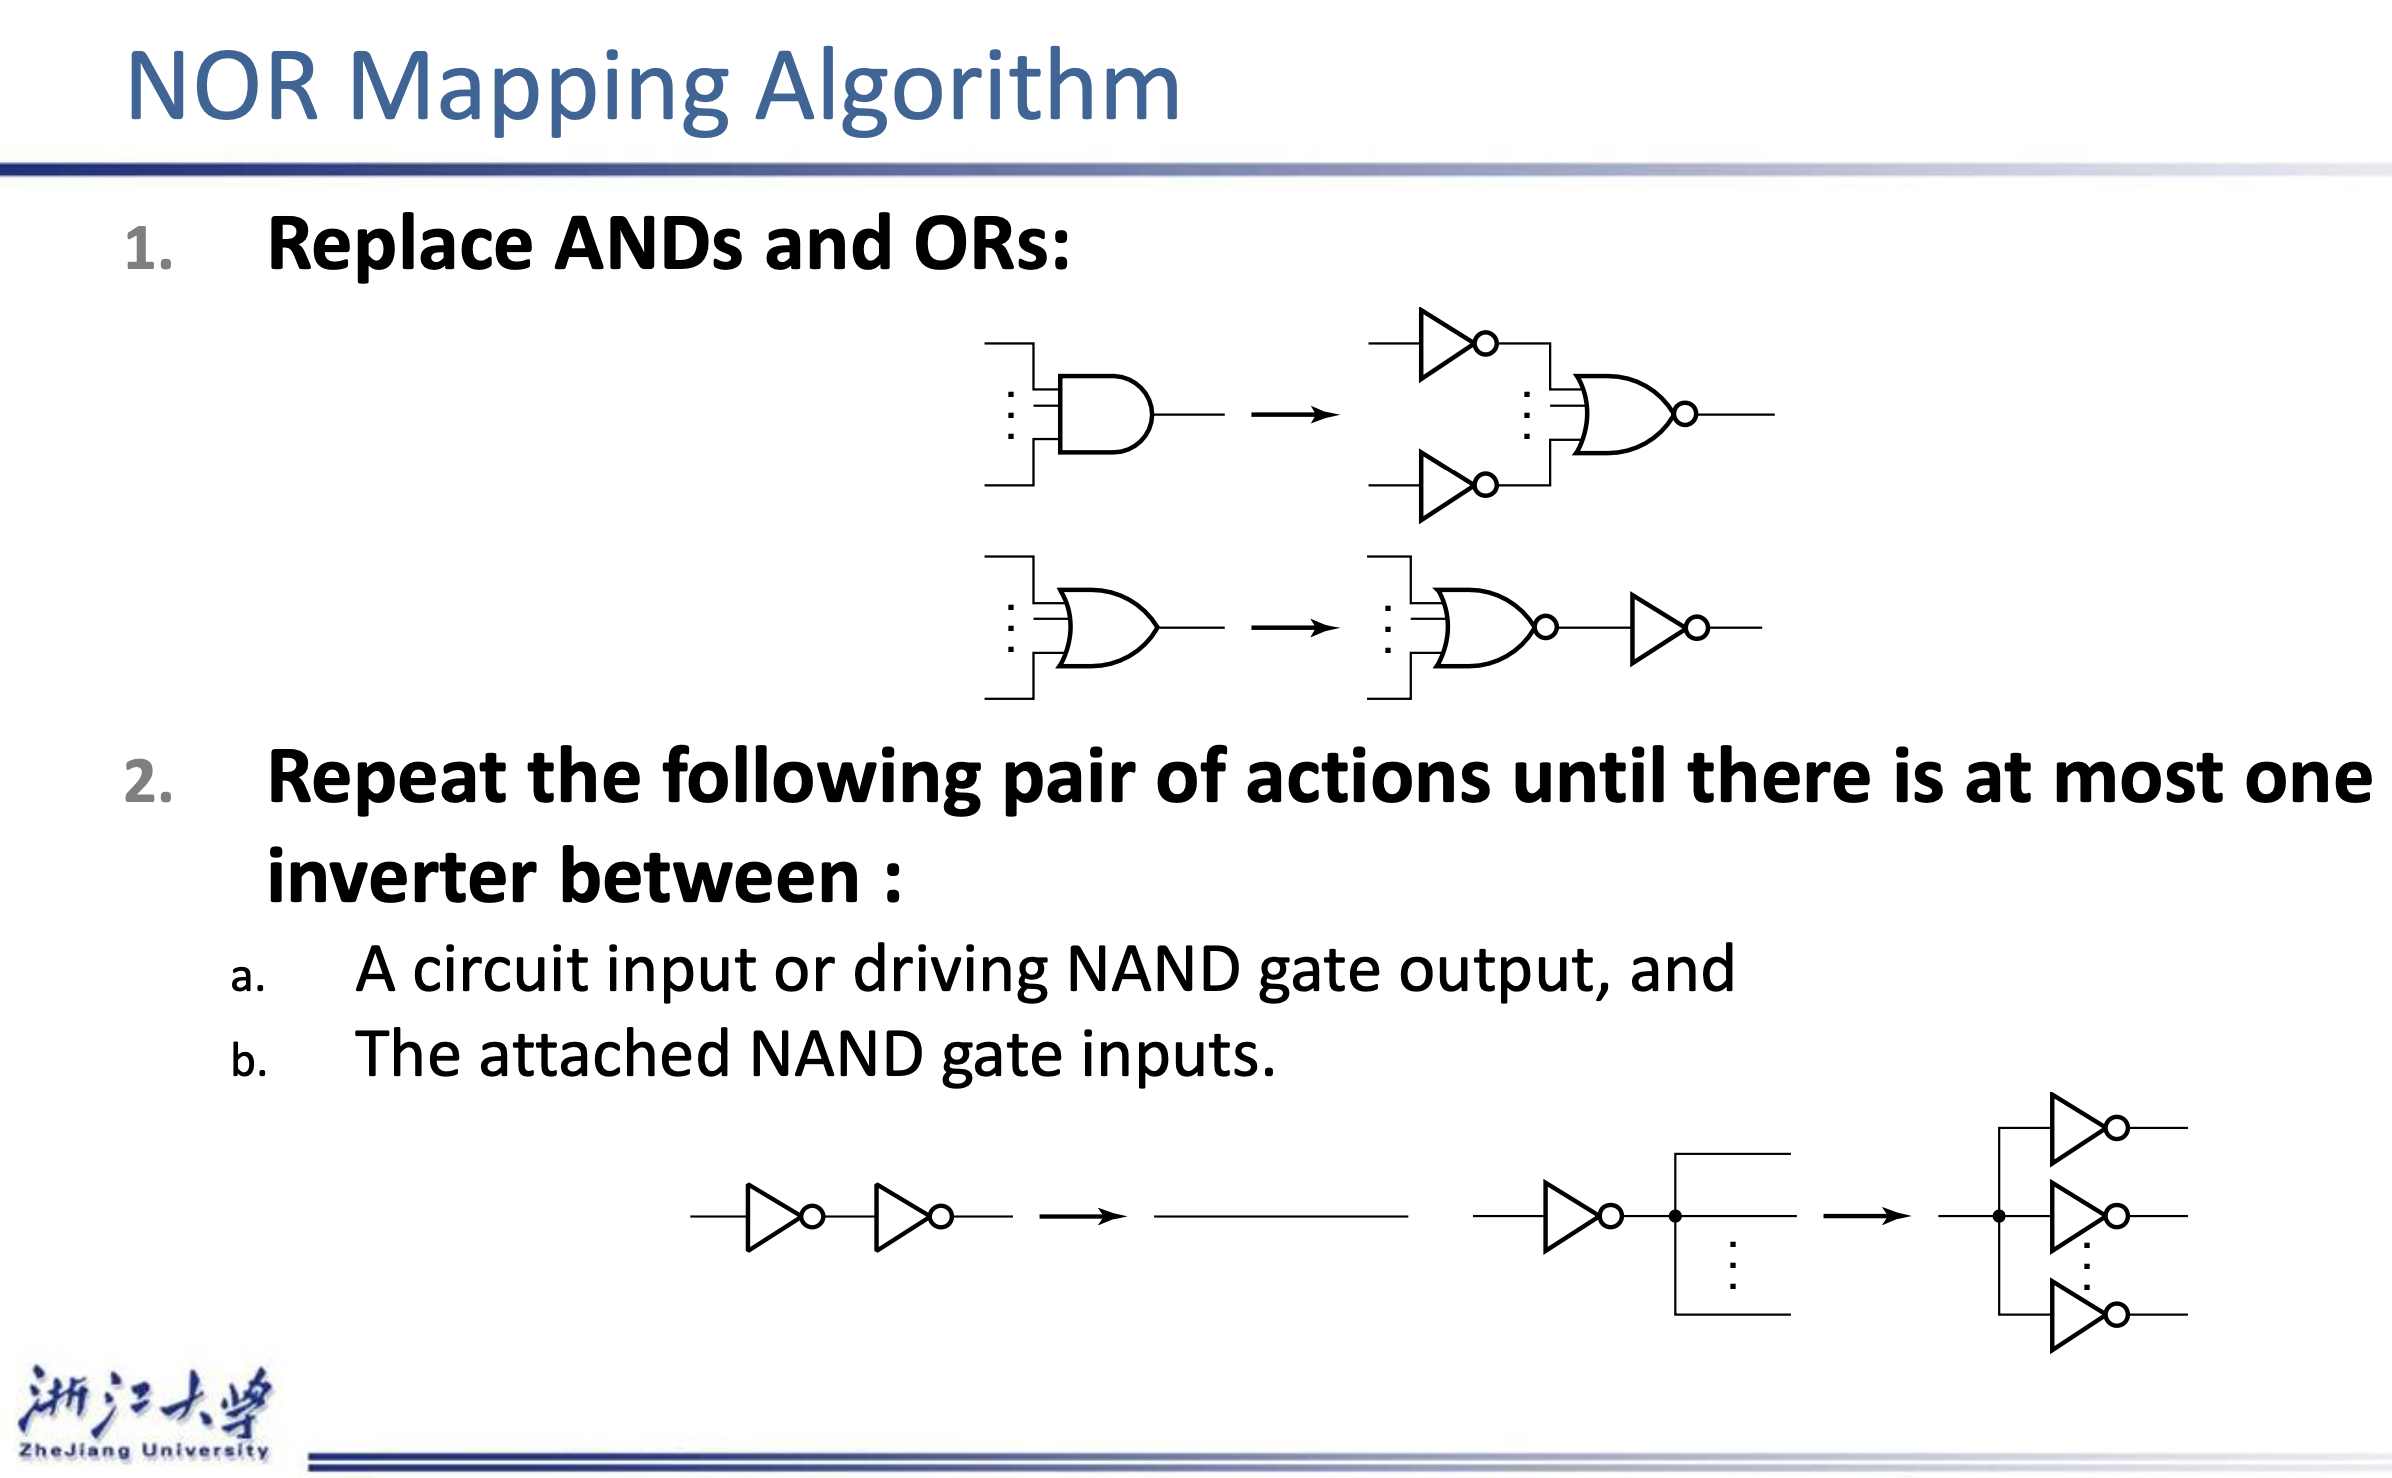 NOR Mapping Algorithm
1. Replace ANDs and ORs:
2. Repeat the following pair of actions until there is at most one
inverter between :
a. A circuit input or driving NAND gate output, and
b. The attached NAND gate inputs.
浙江大学
ZheJiang University